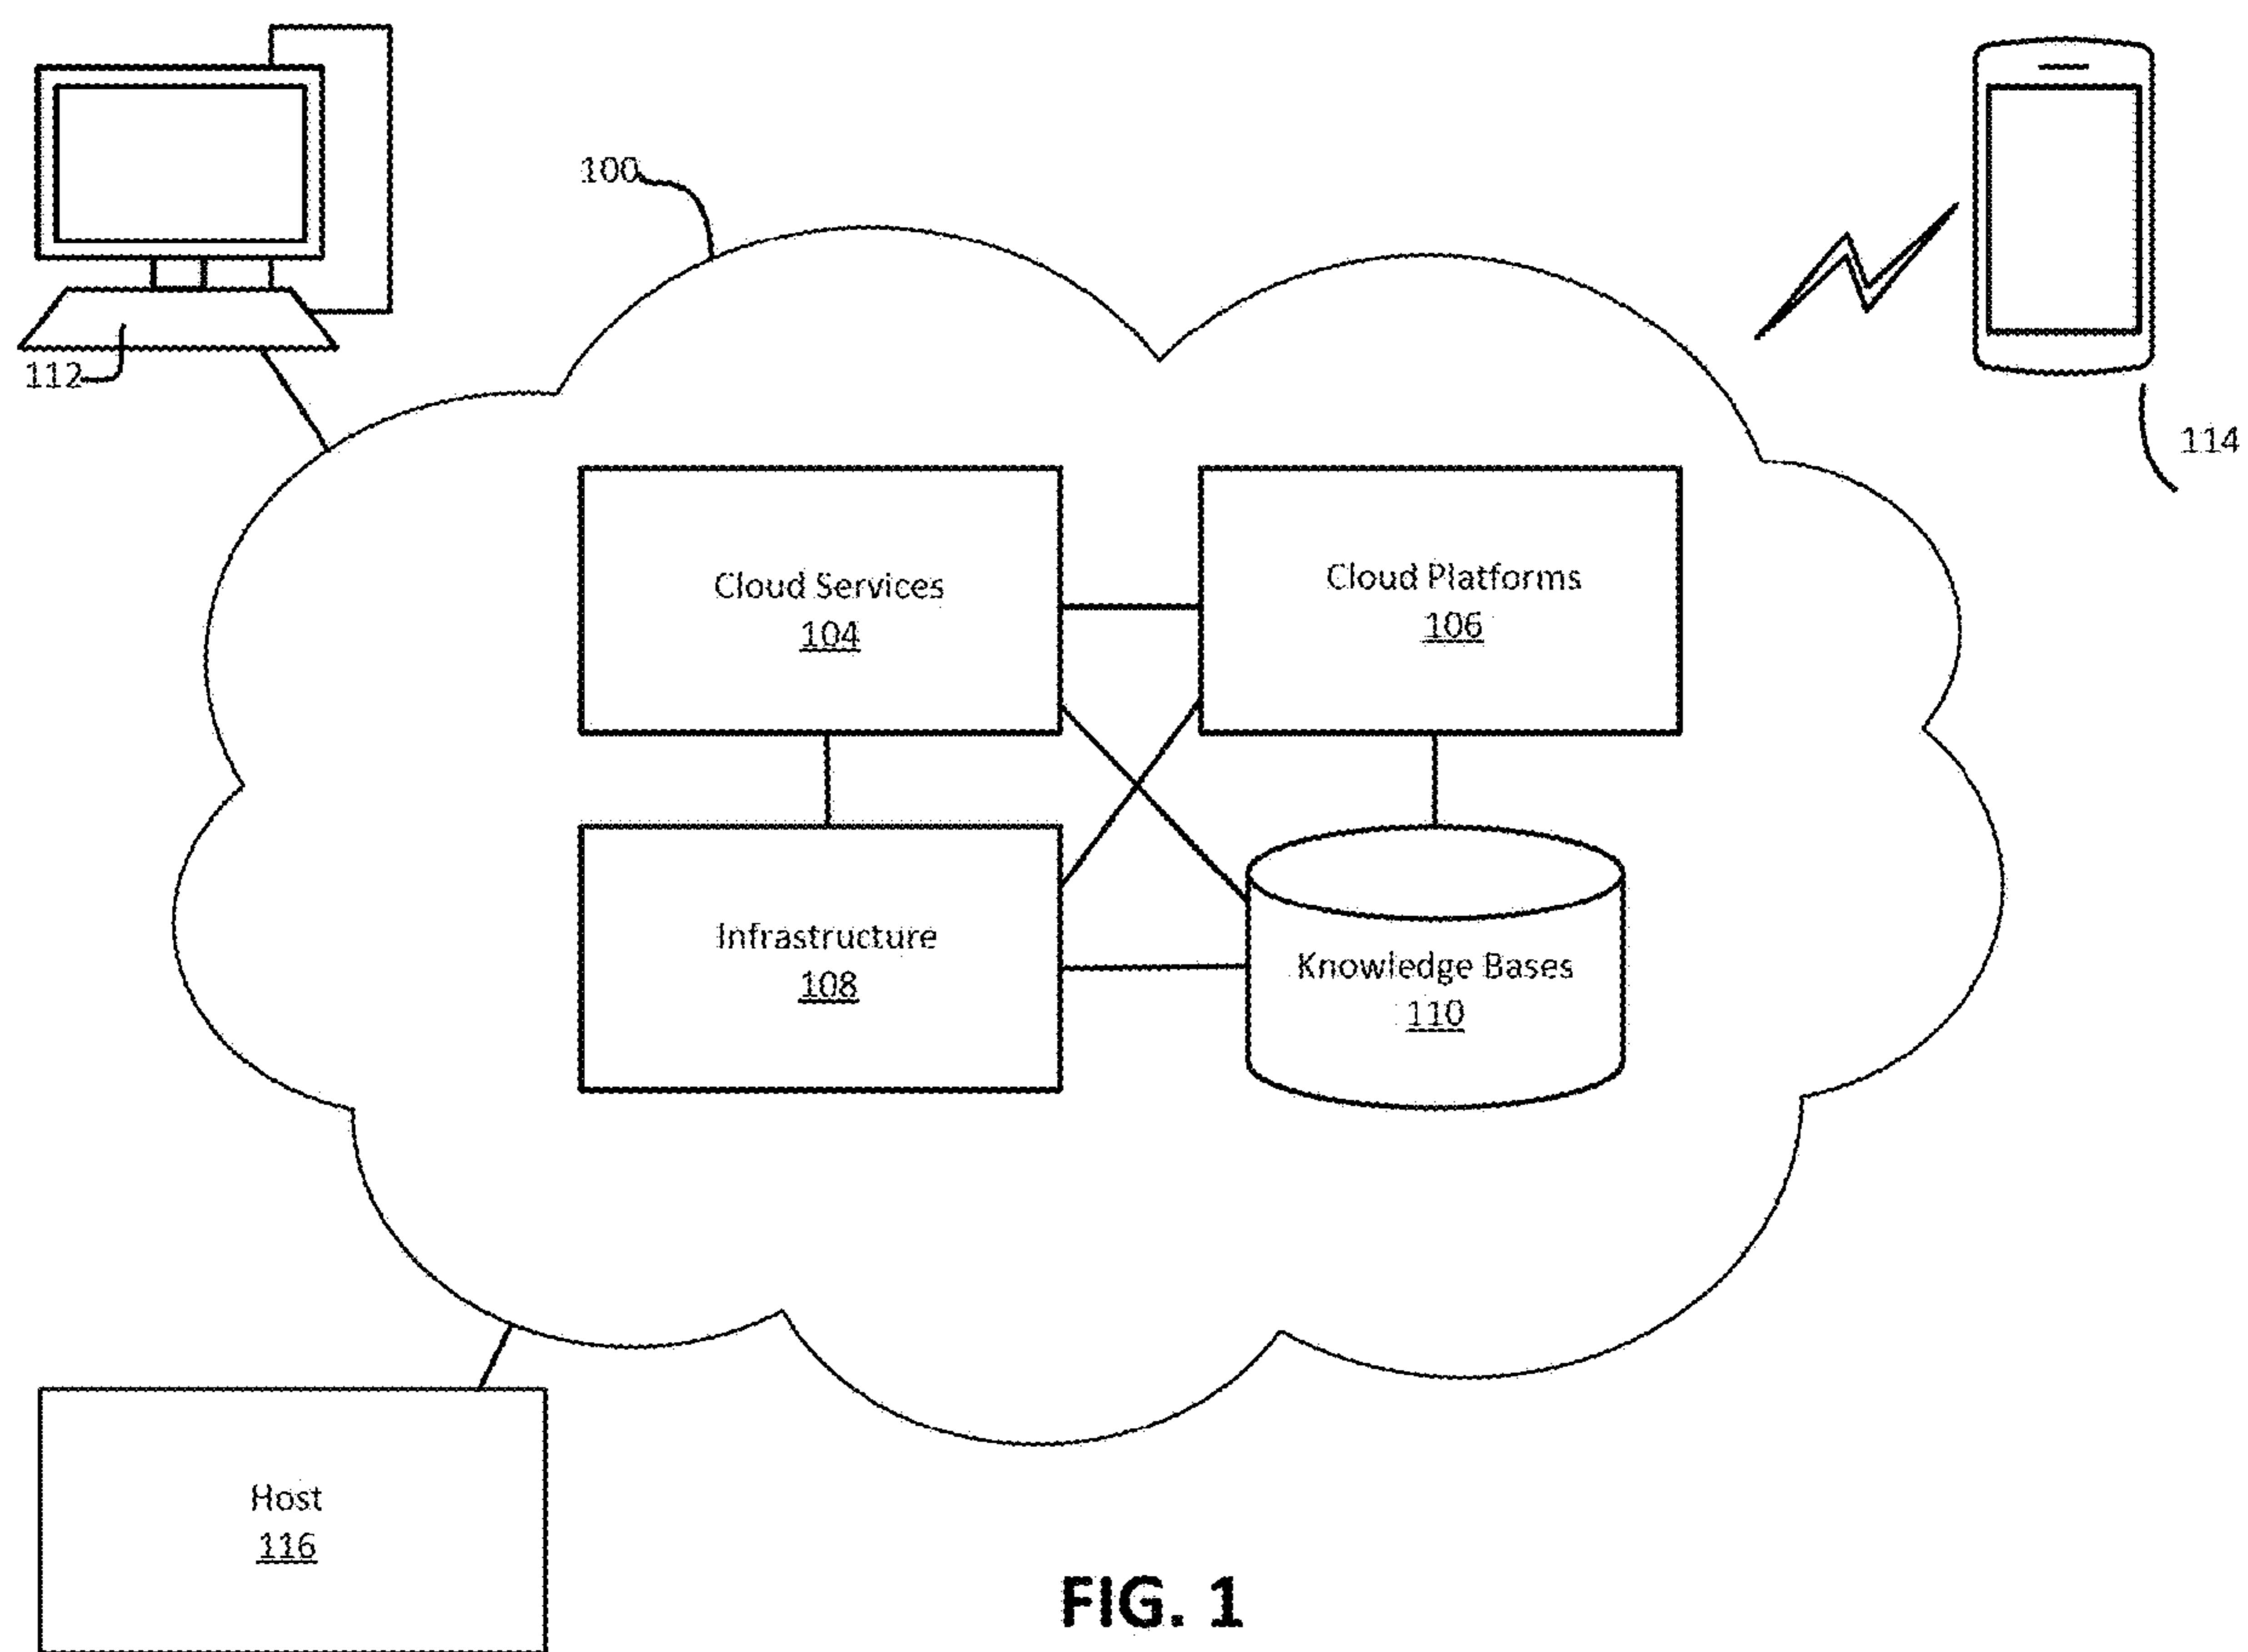 100
112
114
Cloud Services
104
Cloud Platforms
106
Infrastructure
108
Knowledge Bases
110
Host
116
FIG. 1